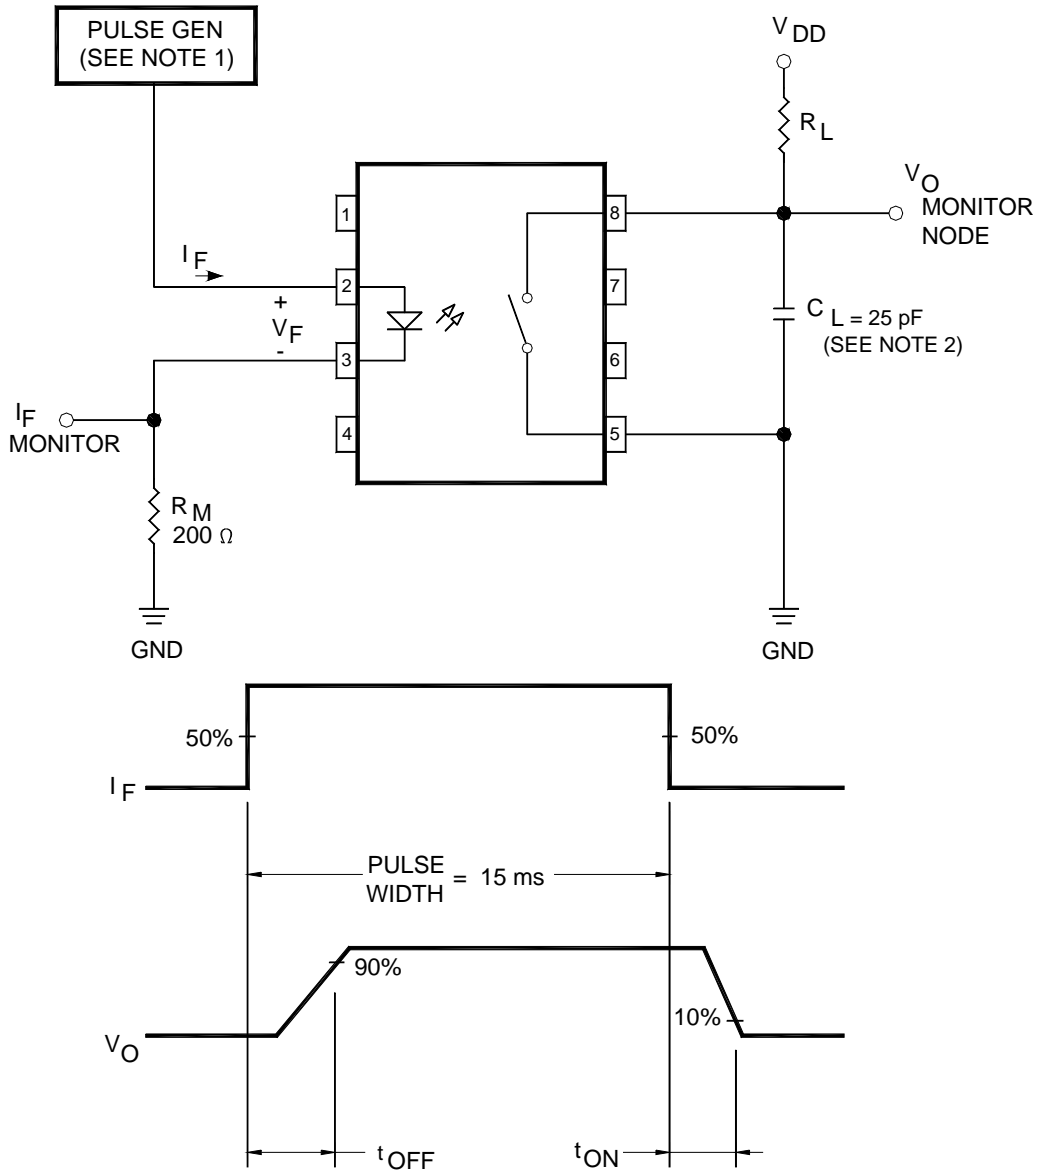 PULSE GEN
(SEE NOTE 1)
V DD
R L
V O
MONITOR
NODE
1
8
I F
2
7
+
V F
-
C L = 25 pF
(SEE NOTE 2)
3
6
I F
MONITOR
4
5
R M
200 Ω
GND
GND
50%
50%
I F
PULSE
WIDTH = 15 ms
90%
10%
V O
t OFF
t ON